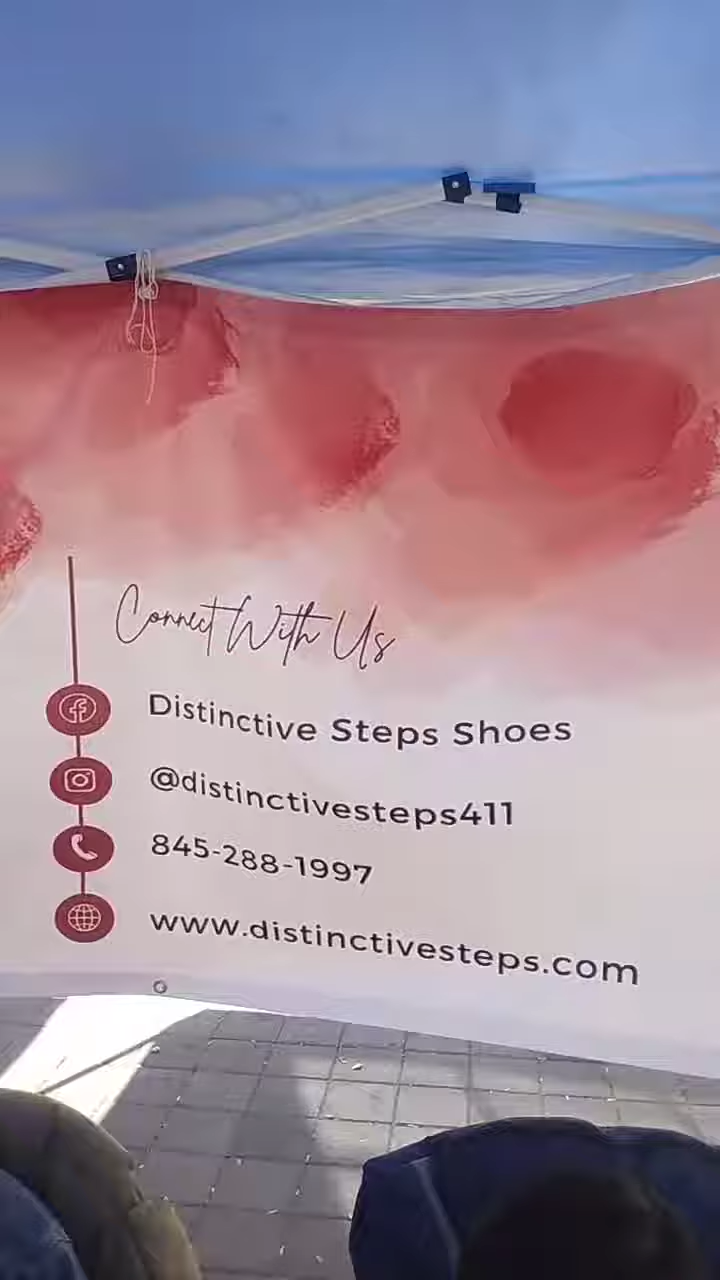 Connect With Us
Distinctive Steps Shoes
@distinctivesteps411
845-288-1997
www.distinctivesteps.com